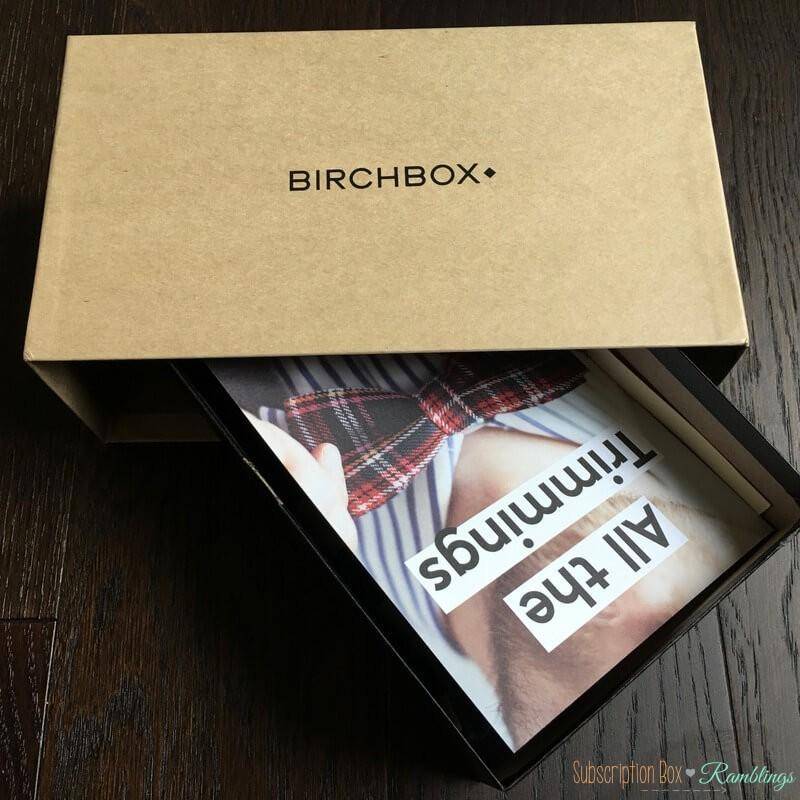 BIRCHBOX◆
All the
Trimmings
Subscription Box ♥ Ramblings